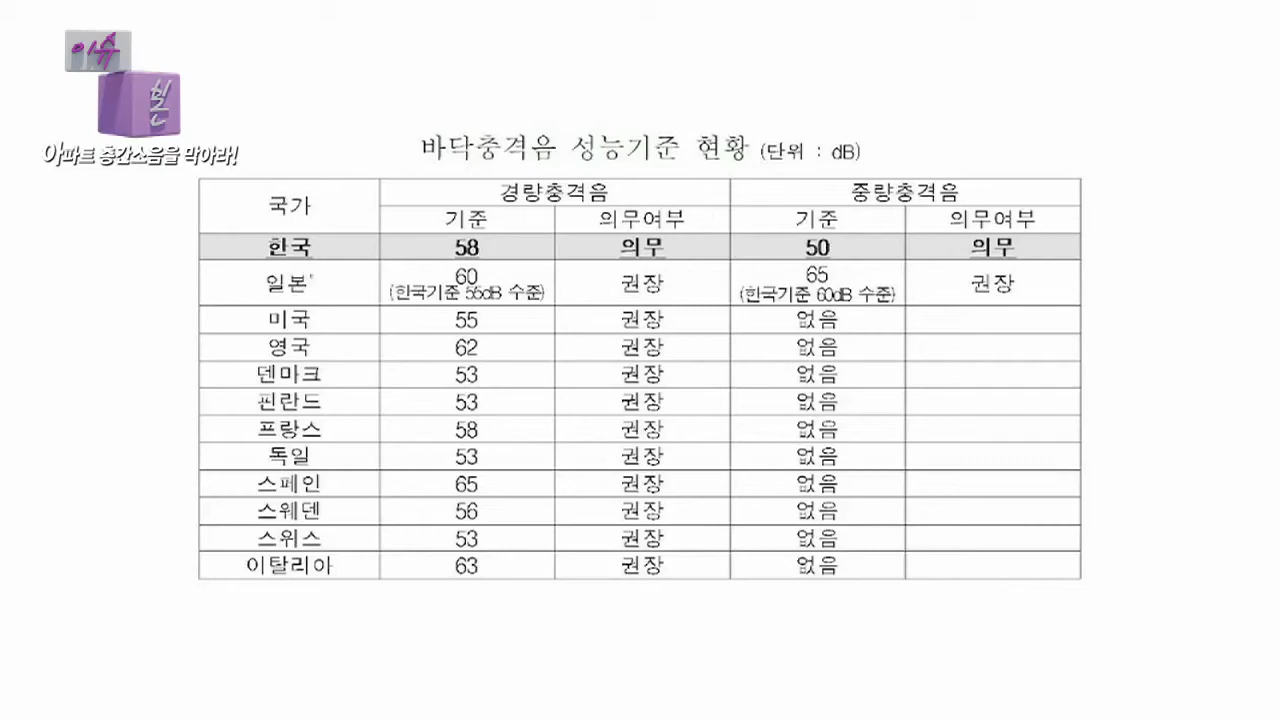 이슈
본
아파트 층간소음을 막아라!
바닥충격음 성능기준 현황 (단위 : dB)
국가 경량충격음 중량충격음
기준 의무여부 기준 의무여부
한국 58 의무 50 의무
일본* 60 (한국기준 55dB 수준) 권장 65 (한국기준 60dB 수준) 권장
미국 55 권장 없음
영국 62 권장 없음
덴마크 53 권장 없음
핀란드 53 권장 없음
프랑스 58 권장 없음
독일 53 권장 없음
스페인 65 권장 없음
스웨덴 56 권장 없음
스위스 53 권장 없음
이탈리아 63 권장 없음